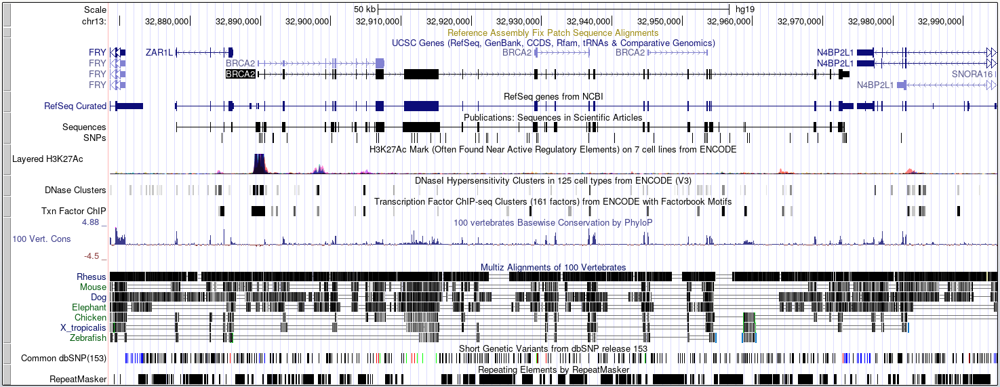 Scale 50 kb hg19
chr13: 32,880,000 32,890,000 32,900,000 32,910,000 32,920,000 32,930,000 32,940,000 32,950,000 32,960,000 32,970,000 32,980,000 32,990,000
Reference Assembly Fix Patch Sequence Alignments
UCSC Genes (RefSeq, GenBank, CCDS, Rfam, tRNAs & Comparative Genomics)
FRY ZAR1L BRCA2 BRCA2 N4BP2L1
FRY BRCA2 N4BP2L1
FRY BRCA2 SNORA16
FRY N4BP2L1
RefSeq genes from NCBI
RefSeq Curated
Publications: Sequences in Scientific Articles
Sequences
SNPs
H3K27Ac Mark (Often Found Near Active Regulatory Elements) on 7 cell lines from ENCODE
Layered H3K27Ac
DNaseI Hypersensitivity Clusters in 125 cell types from ENCODE (V3)
DNase Clusters
Transcription Factor ChIP-seq Clusters (161 factors) from ENCODE with Factorbook Motifs
Txn Factor ChIP
100 vertebrates Basewise Conservation by PhyloP
4.88 _
100 Vert. Cons
-4.5 _
Multiz Alignments of 100 Vertebrates
Rhesus
Mouse
Dog
Elephant
Chicken
X_tropicalis
Zebrafish
Short Genetic Variants from dbSNP release 153
Common dbSNP(153)
Repeating Elements by RepeatMasker
RepeatMasker